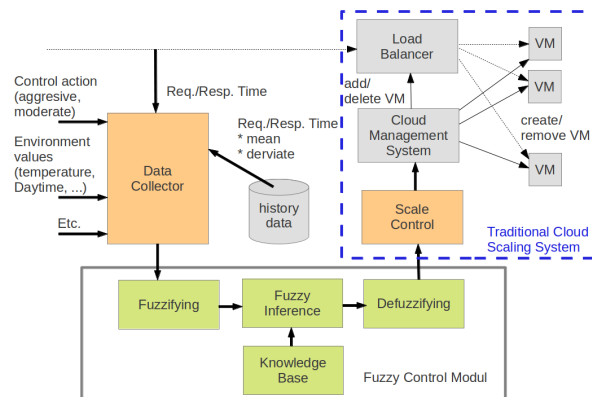 Load
Balancer
VM
VM
VM
add/
delete VM
create/
remove VM
Cloud
Management
System
Scale
Control
Traditional Cloud
Scaling System
Control action
(aggresive,
moderate)
Environment
values
(temperature,
Daytime, ...)
Etc.
Req./Resp. Time
Data
Collector
Req./Resp. Time
* mean
* derviate
history
data
Fuzzifying
Fuzzy
Inference
Defuzzifying
Knowledge
Base
Fuzzy Control Modul